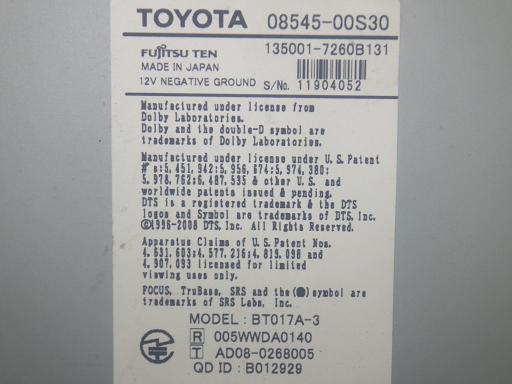 TOYOTA 08545-00S30
FUJITSU TEN 135001-7260B131
MADE IN JAPAN
12V NEGATIVE GROUND S/No. 11904052
Manufactured under license from
Dolby Laboratories.
Dolby and the double-D symbol are
trademarks of Dolby Laboratories.
Manufactured under license under U.S. Patent
#'s:5,451,942:5,956,674:5,974,380:
5,978,762:6,487,535 & other U.S. and
worldwide patents issued & pending.
DTS is a registered trademark & the DTS
logos and Symbol are trademarks of DTS, Inc.
©1996-2008 DTS, Inc. All Rights Reserved.
Apparatus Claims of U.S. Patent Nos.
4,631,603:4,577,216:4,819,098 and
4,907,093 licensed for limited
viewing uses only.
FOCUS, TruBass, SRS and the (●) symbol are
trademarks of SRS Labs, Inc.
MODEL: BT017A-3
R 005WWDA0140
T AD08-0268005
QD ID: B012929